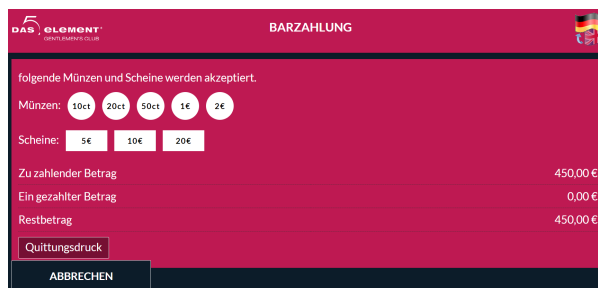 DAS 5. ELEMENT
GENTLEMEN'S CLUB
BARZAHLUNG
folgende Münzen und Scheine werden akzeptiert.
Münzen: 10ct 20ct 50ct 1€ 2€
Scheine: 5€ 10€ 20€
Zu zahlender Betrag 450,00 €
Ein gezahlter Betrag 0,00 €
Restbetrag 450,00 €
Quittungsdruck
ABBRECHEN